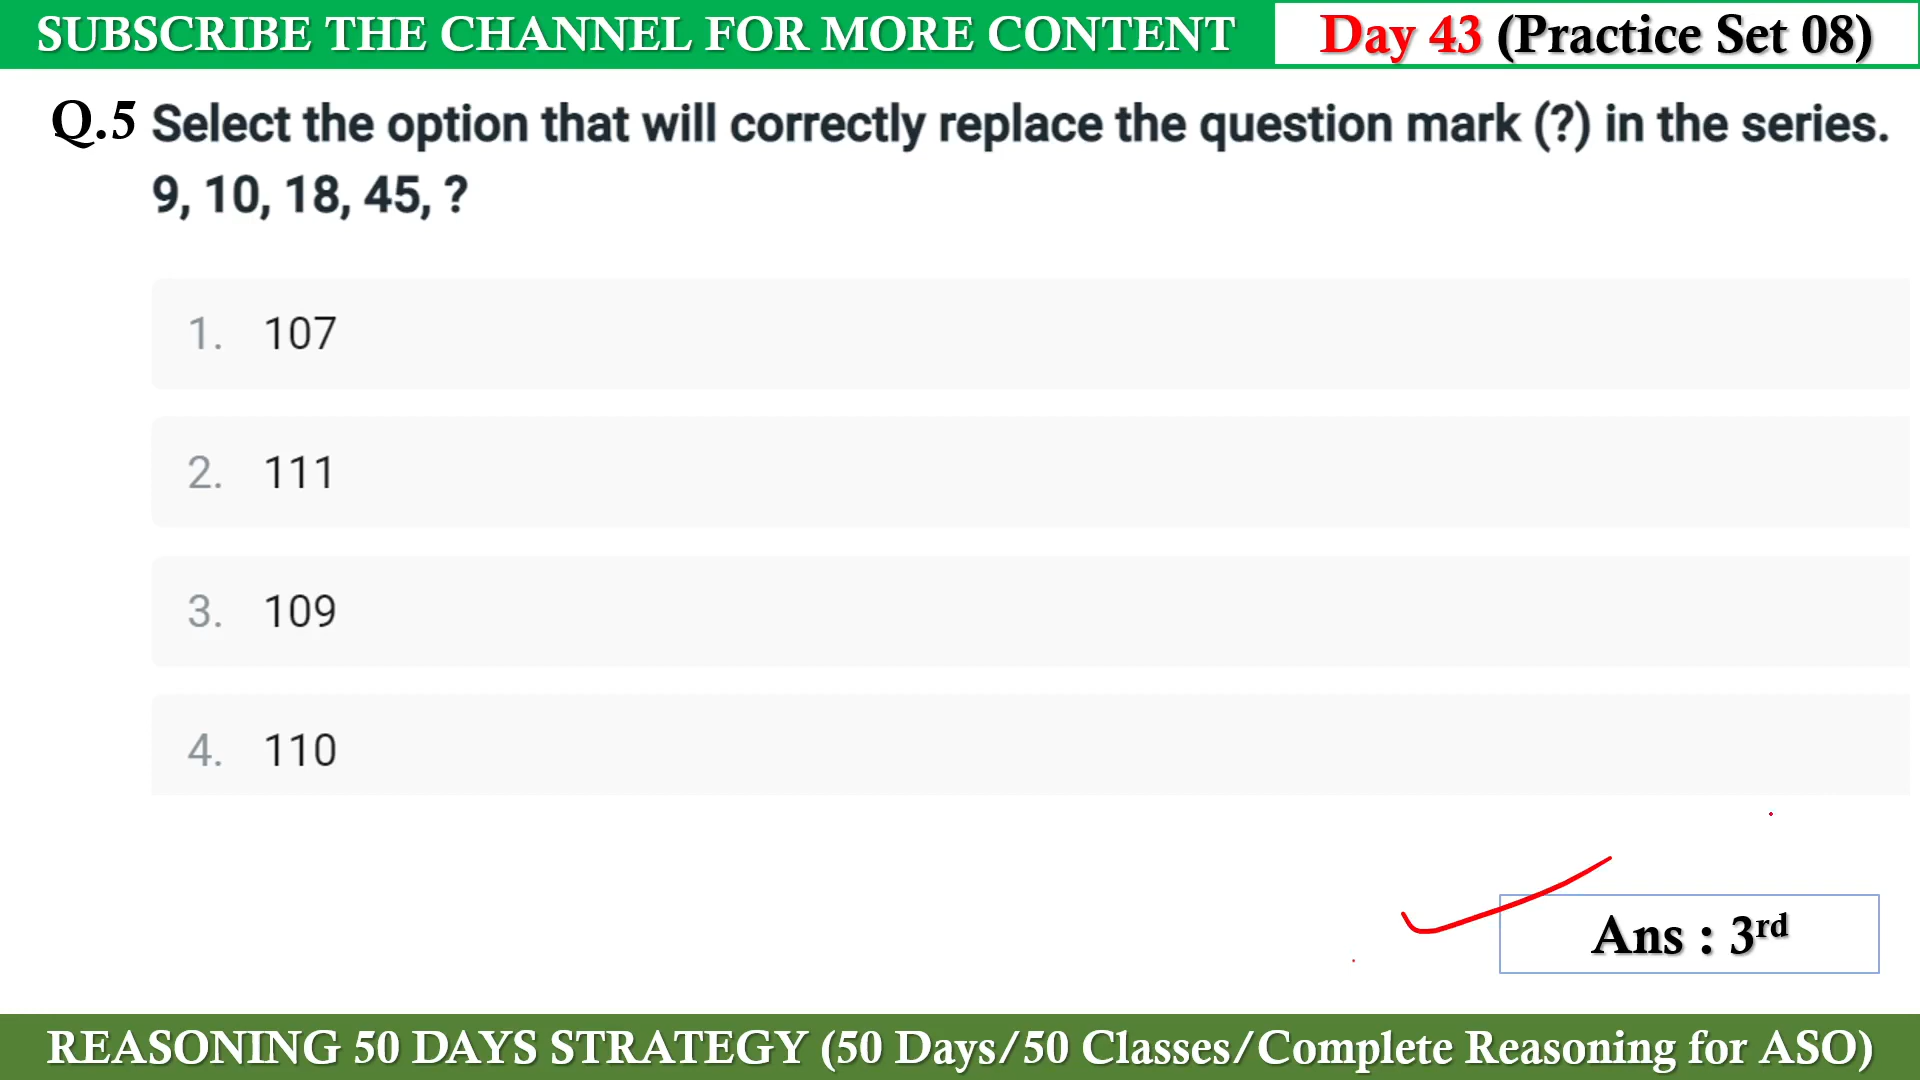 SUBSCRIBE THE CHANNEL FOR MORE CONTENT
Day 43 (Practice Set 08)
Q.5 Select the option that will correctly replace the question mark (?) in the series.
9, 10, 18, 45, ?
1. 107
2. 111
3. 109
4. 110
Ans : 3rd
REASONING 50 DAYS STRATEGY (50 Days/50 Classes/Complete Reasoning for ASO)